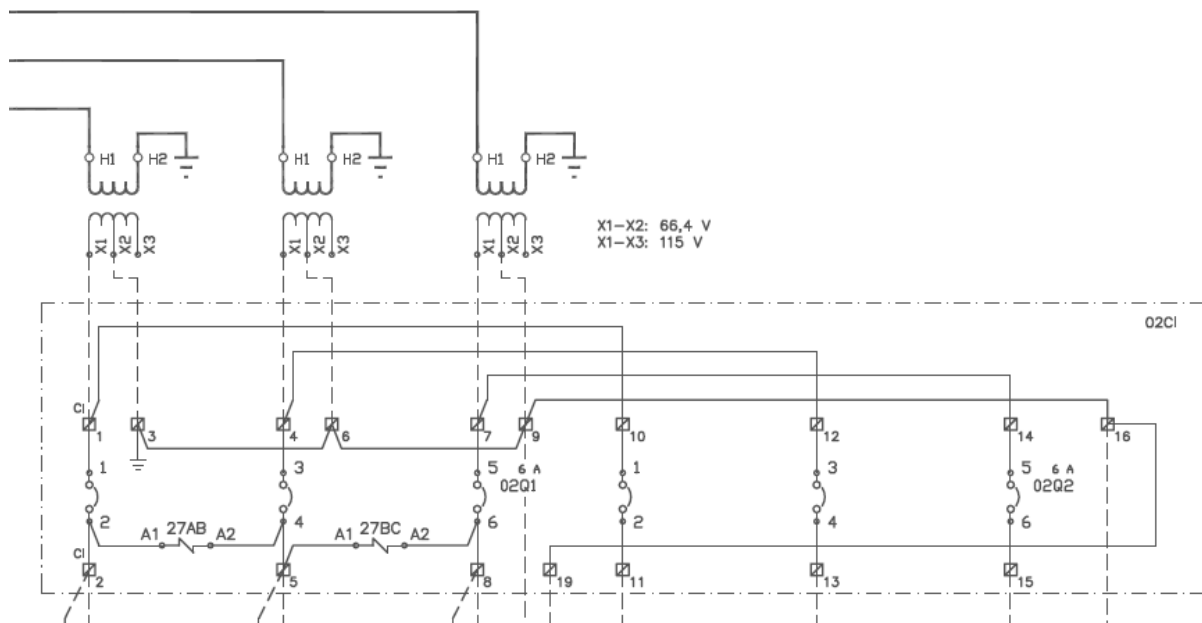 H1 H2 H1 H2 H1 H2
X1 X2 X3 X1 X2 X3 X1 X2 X3
X1-X2: 66,4 V
X1-X3: 115 V
02CI
CI
1 3 4 6 7 9 10 12 14 16
1 3 5 6 A 1 3 5 6 A
02Q1 02Q2
2 4 6 2 4 6
A1 27AB A2 A1 27BC A2
CI
2 5 8 19 11 13 15